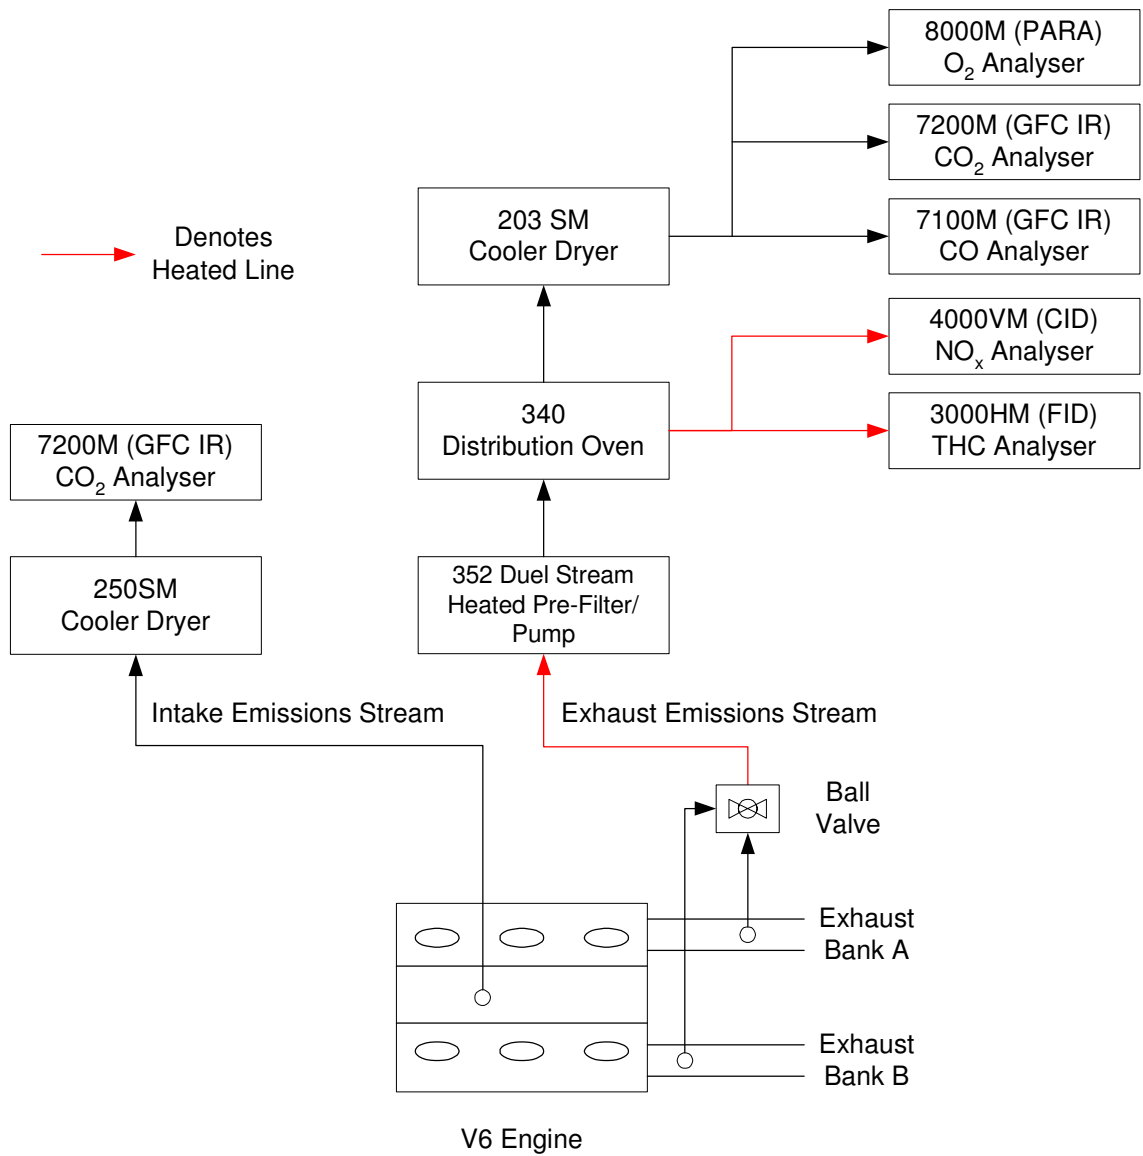 8000M (PARA)
O2 Analyser
7200M (GFC IR)
CO2 Analyser
203 SM
Cooler Dryer
7100M (GFC IR)
CO Analyser
Denotes
Heated Line
4000VM (CID)
NOx Analyser
340
Distribution Oven
3000HM (FID)
THC Analyser
7200M (GFC IR)
CO2 Analyser
250SM
Cooler Dryer
352 Duel Stream
Heated Pre-Filter/
Pump
Intake Emissions Stream
Exhaust Emissions Stream
Ball
Valve
Exhaust
Bank A
Exhaust
Bank B
V6 Engine